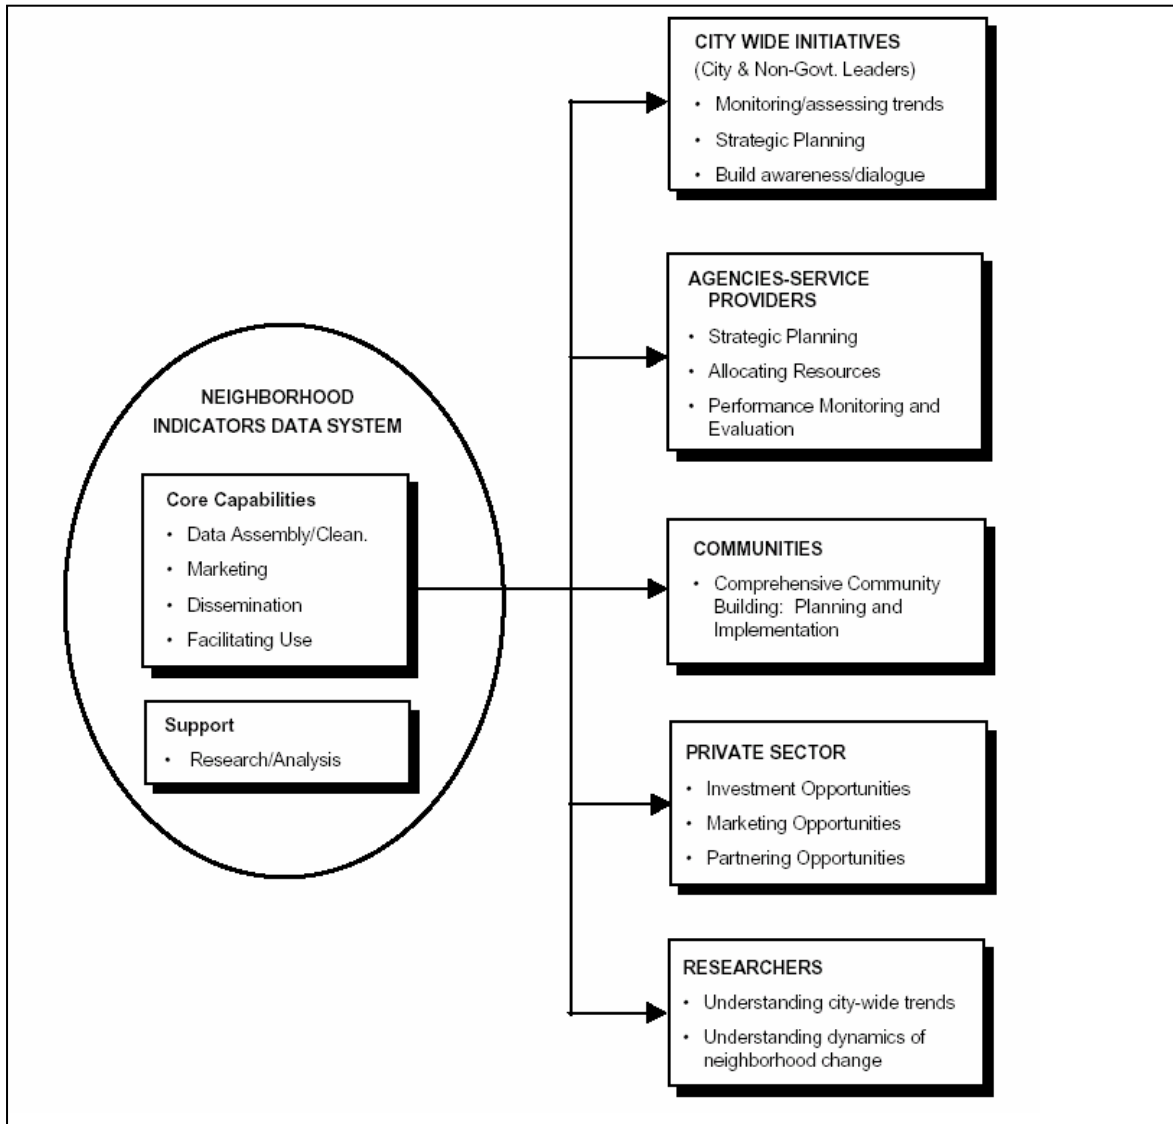 NEIGHBORHOOD
INDICATORS DATA SYSTEM
Core Capabilities
• Data Assembly/Clean.
• Marketing
• Dissemination
• Facilitating Use
Support
• Research/Analysis
CITY WIDE INITIATIVES
(City & Non-Govt. Leaders)
• Monitoring/assessing trends
• Strategic Planning
• Build awareness/dialogue
AGENCIES-SERVICE
PROVIDERS
• Strategic Planning
• Allocating Resources
• Performance Monitoring and
Evaluation
COMMUNITIES
• Comprehensive Community
Building: Planning and
Implementation
PRIVATE SECTOR
• Investment Opportunities
• Marketing Opportunities
• Partnering Opportunities
RESEARCHERS
• Understanding city-wide trends
• Understanding dynamics of
neighborhood change